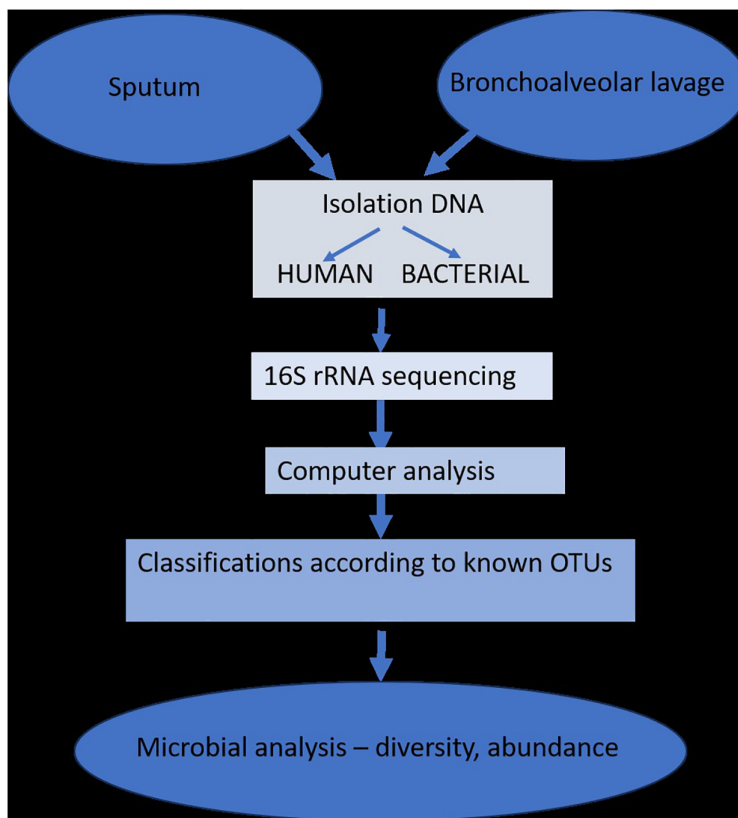 Sputum
Bronchoalveolar lavage
Isolation DNA
HUMAN BACTERIAL
16S rRNA sequencing
Computer analysis
Classifications according to known OTUs
Microbial analysis – diversity, abundance